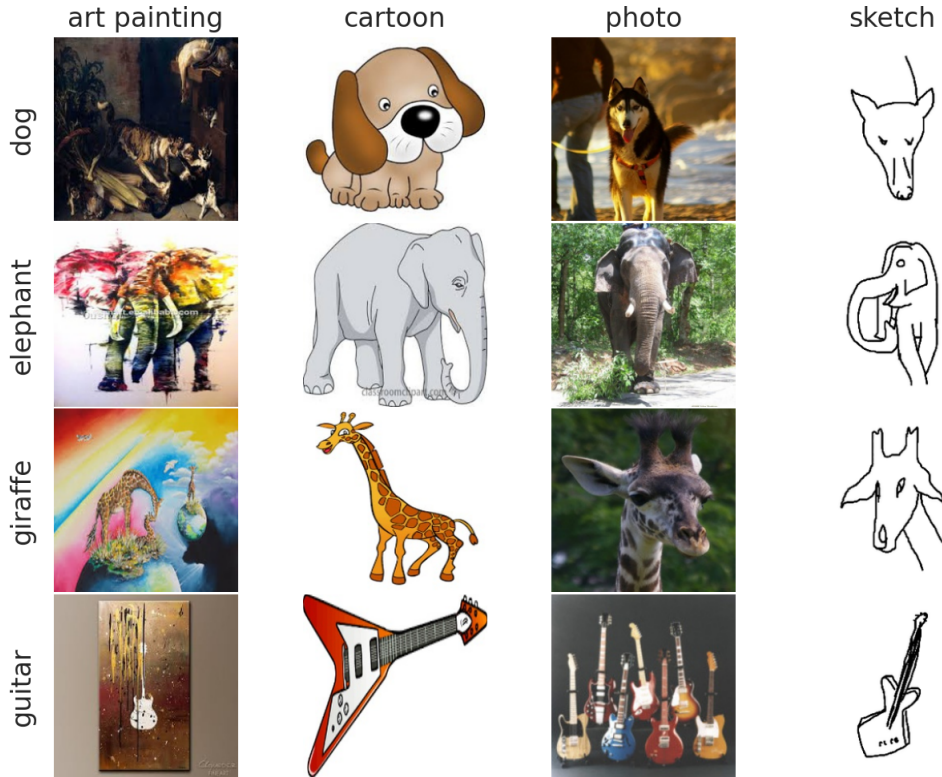 art painting cartoon photo sketch
dog
elephant
giraffe
guitar
classroomclipart.com